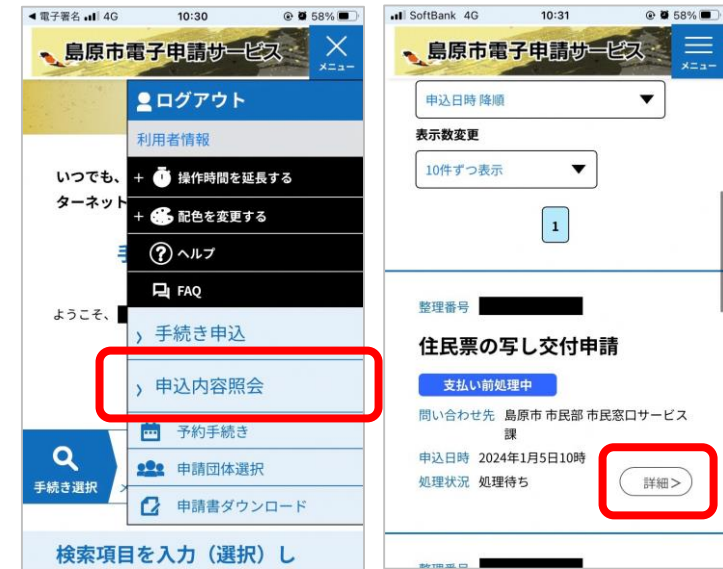 ◀ 電子署名 4G 10:30 58%
島原市電子申請サービス
メニュー
ログアウト
利用者情報
いつでも、
+ 操作時間を延長する
ターネット
+ 配色を変更する
ヘルプ
FAQ
ようこそ、
手続き申込
申込内容照会
予約手続き
申請団体選択
手続き選択
申請書ダウンロード
検索項目を入力（選択）し
SoftBank 4G 10:31 58%
島原市電子申請サービス
メニュー
申込日時 降順
表示数変更
10件ずつ表示
1
整理番号
住民票の写し交付申請
支払い前処理中
問い合わせ先 島原市 市民部 市民窓口サービス
課
申込日時 2024年1月5日10時
処理状況 処理待ち
詳細 >